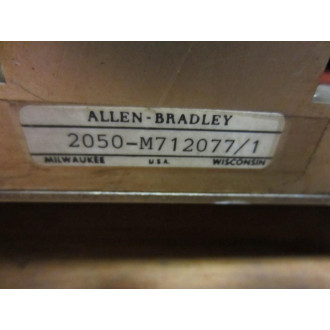 ALLEN-BRADLEY
2050-M712077/1
MILWAUKEE U.S.A. WISCONSIN